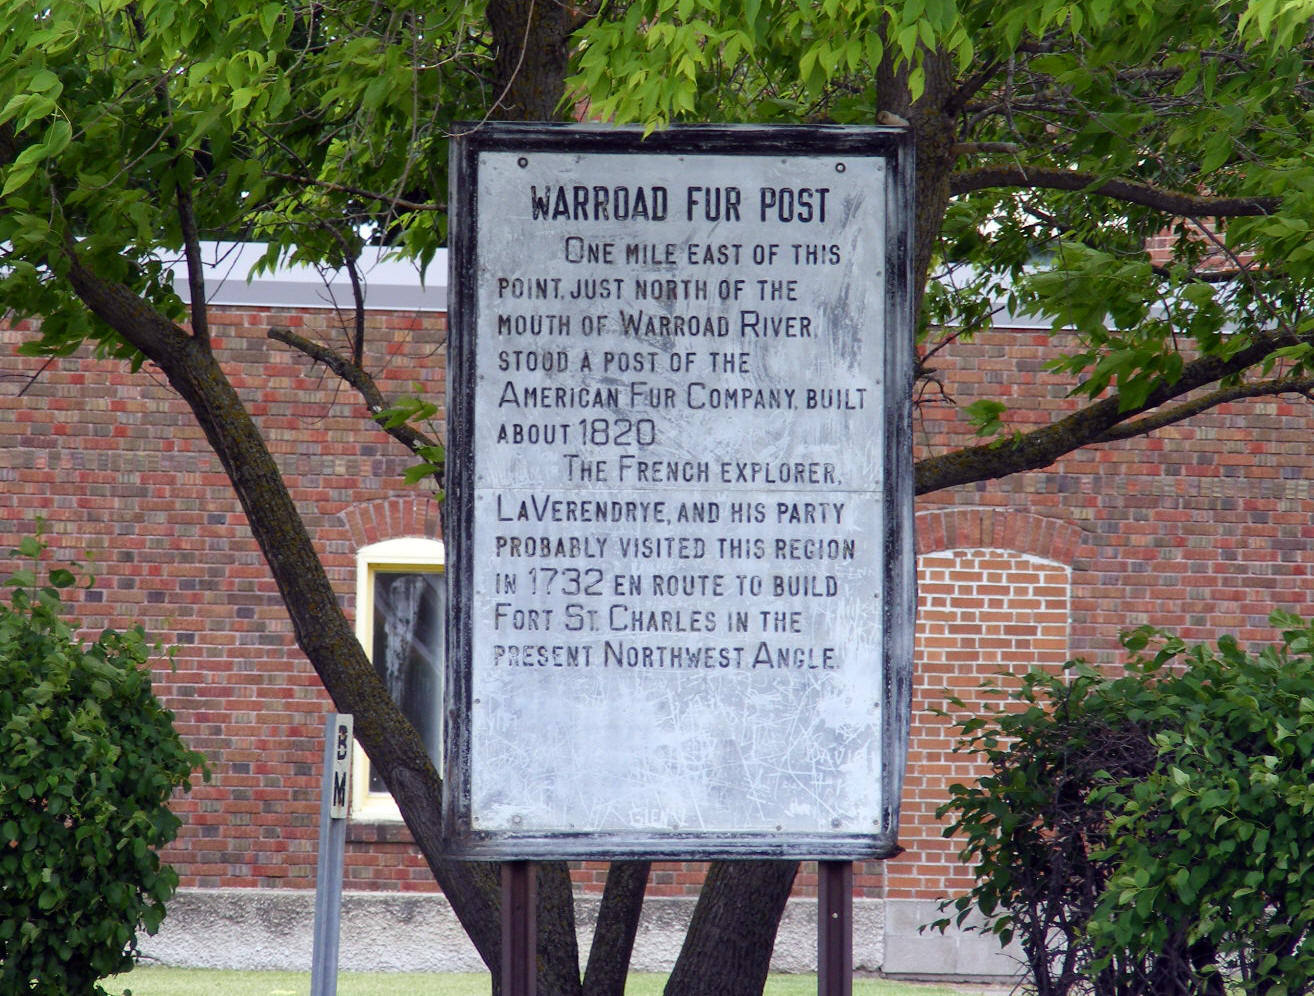 WARROAD FUR POST
ONE MILE EAST OF THIS
POINT, JUST NORTH OF THE
MOUTH OF WARROAD RIVER,
STOOD A POST OF THE
AMERICAN FUR COMPANY, BUILT
ABOUT 1820.
THE FRENCH EXPLORER,
LAVERENDRYE, AND HIS PARTY
PROBABLY VISITED THIS REGION
IN 1732 EN ROUTE TO BUILD
FORT ST. CHARLES IN THE
PRESENT NORTHWEST ANGLE.
DAVID
GLEN
B
M